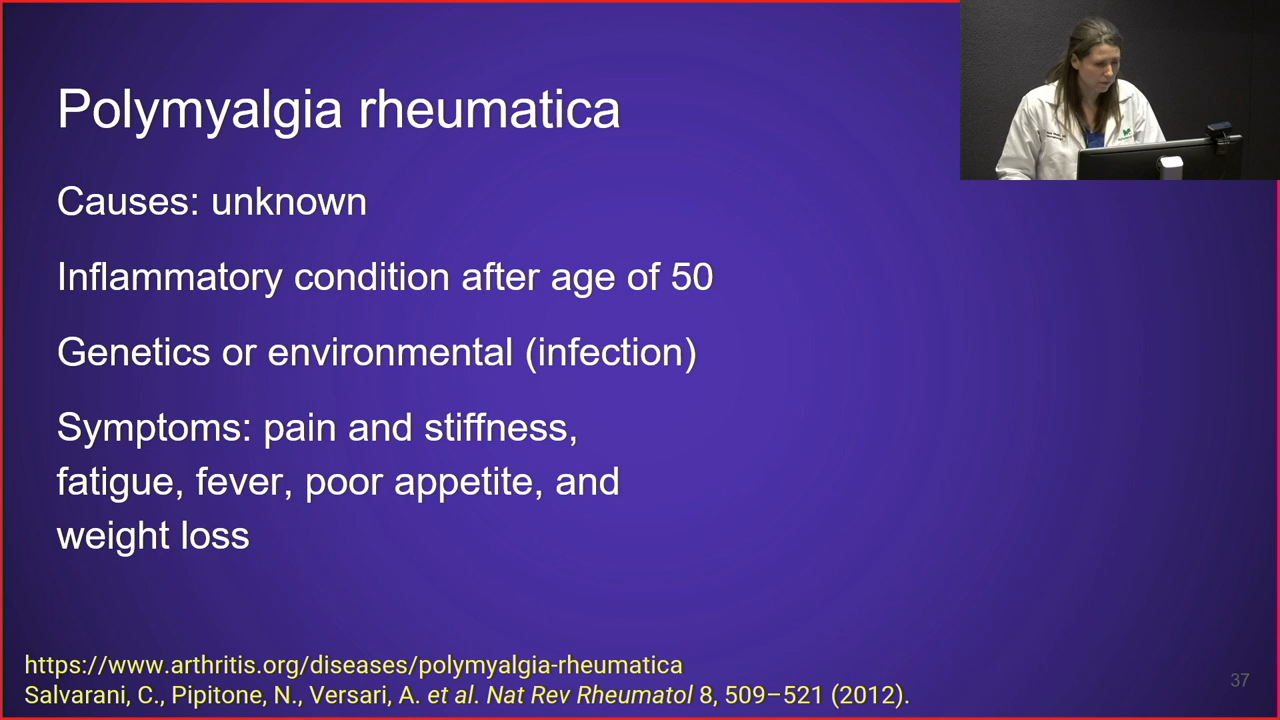 Polymyalgia rheumatica
Causes: unknown
Inflammatory condition after age of 50
Genetics or environmental (infection)
Symptoms: pain and stiffness,
fatigue, fever, poor appetite, and
weight loss
https://www.arthritis.org/diseases/polymyalgia-rheumatica
Salvarani, C., Pipitone, N., Versari, A. et al. Nat Rev Rheumatol 8, 509–521 (2012).
37